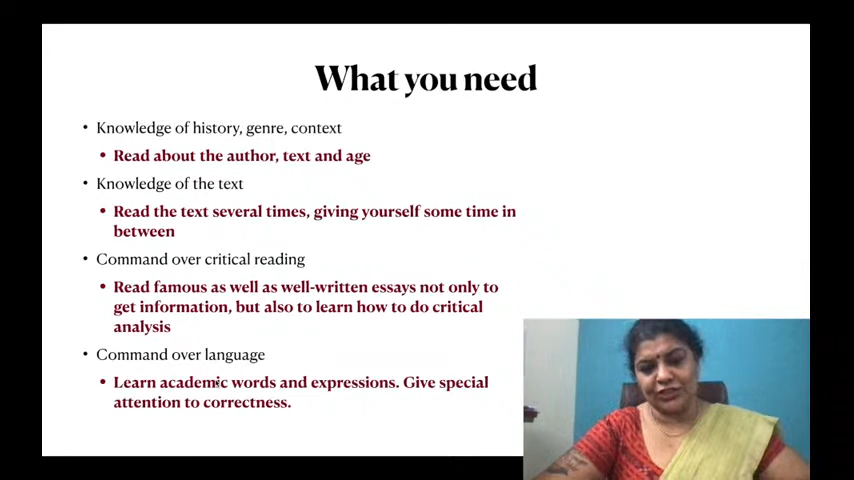 What you need
• Knowledge of history, genre, context
• Read about the author, text and age
• Knowledge of the text
• Read the text several times, giving yourself some time in
between
• Command over critical reading
• Read famous as well as well-written essays not only to
get information, but also to learn how to do critical
analysis
• Command over language
• Learn academic words and expressions. Give special
attention to correctness.